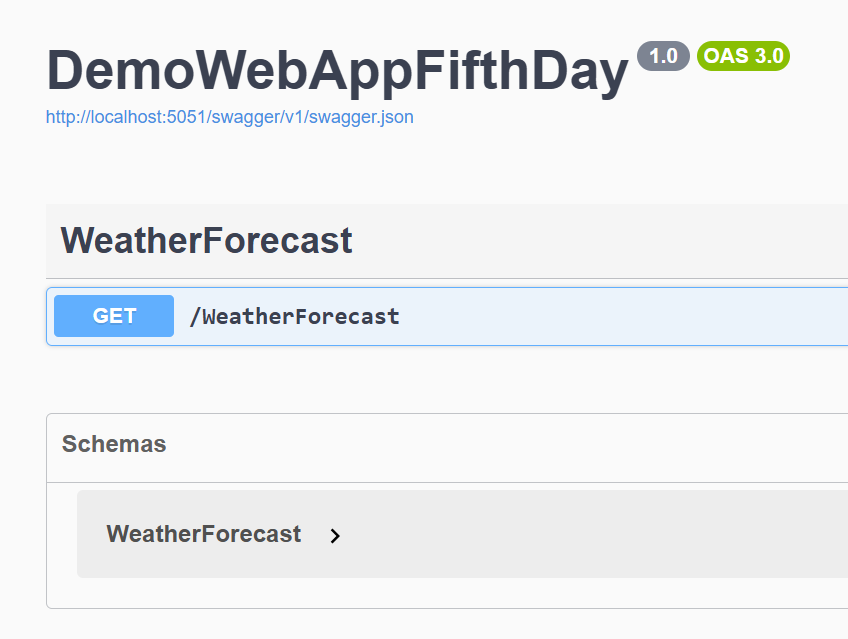 DemoWebAppFifthDay 1.0 OAS 3.0
http://localhost:5051/swagger/v1/swagger.json
WeatherForecast
GET /WeatherForecast
Schemas
WeatherForecast